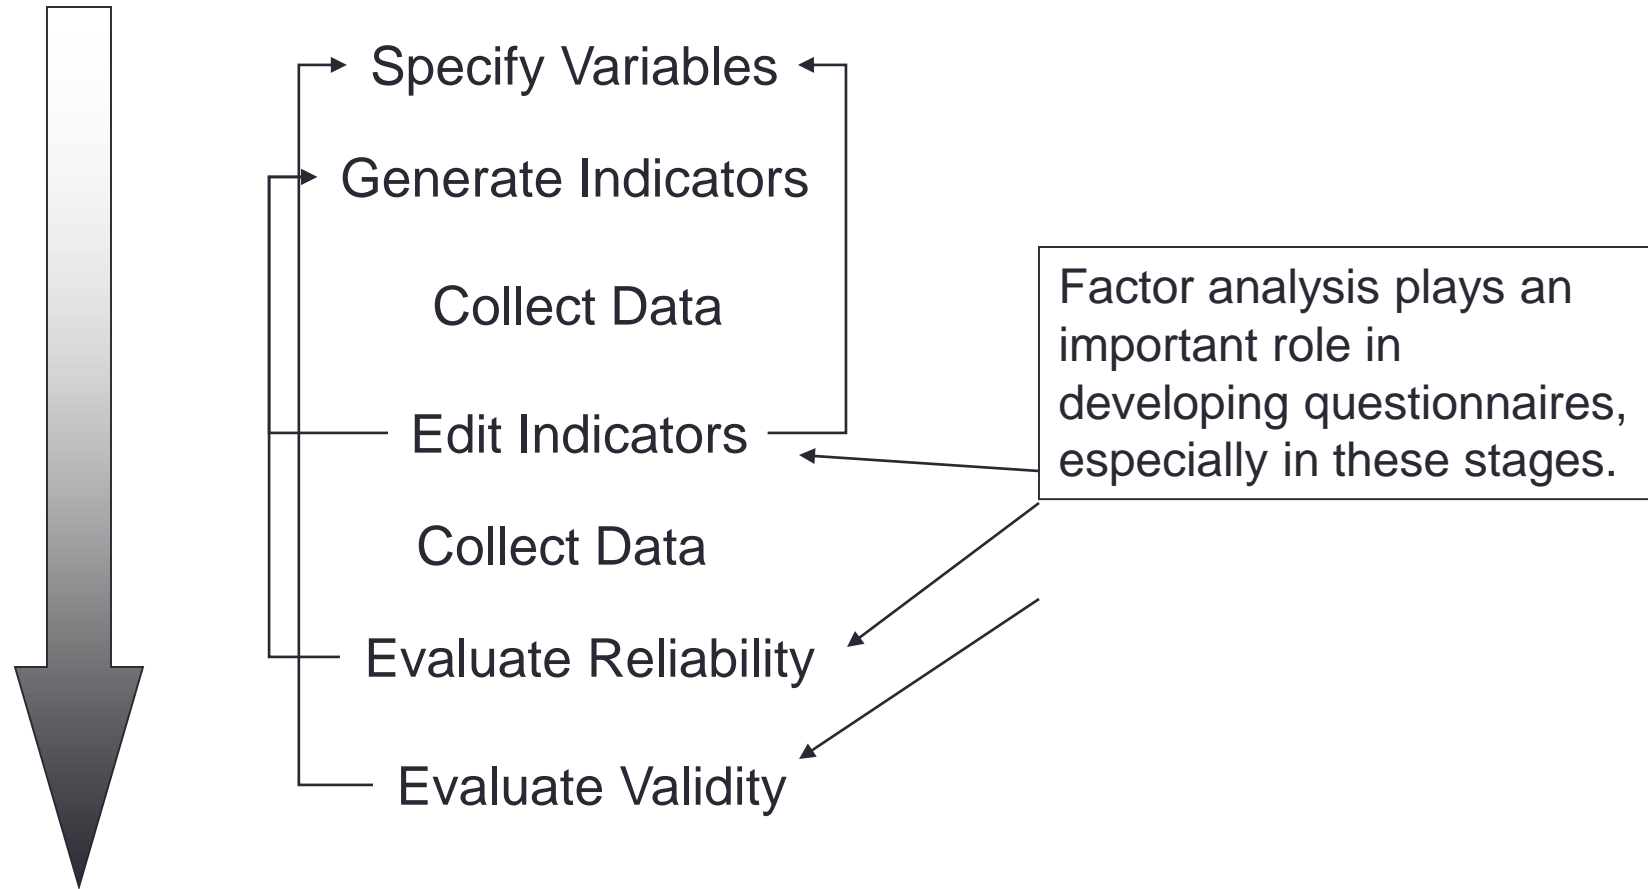 Specify Variables
Generate Indicators
Collect Data
Edit Indicators
Collect Data
Evaluate Reliability
Evaluate Validity
Factor analysis plays an
important role in
developing questionnaires,
especially in these stages.